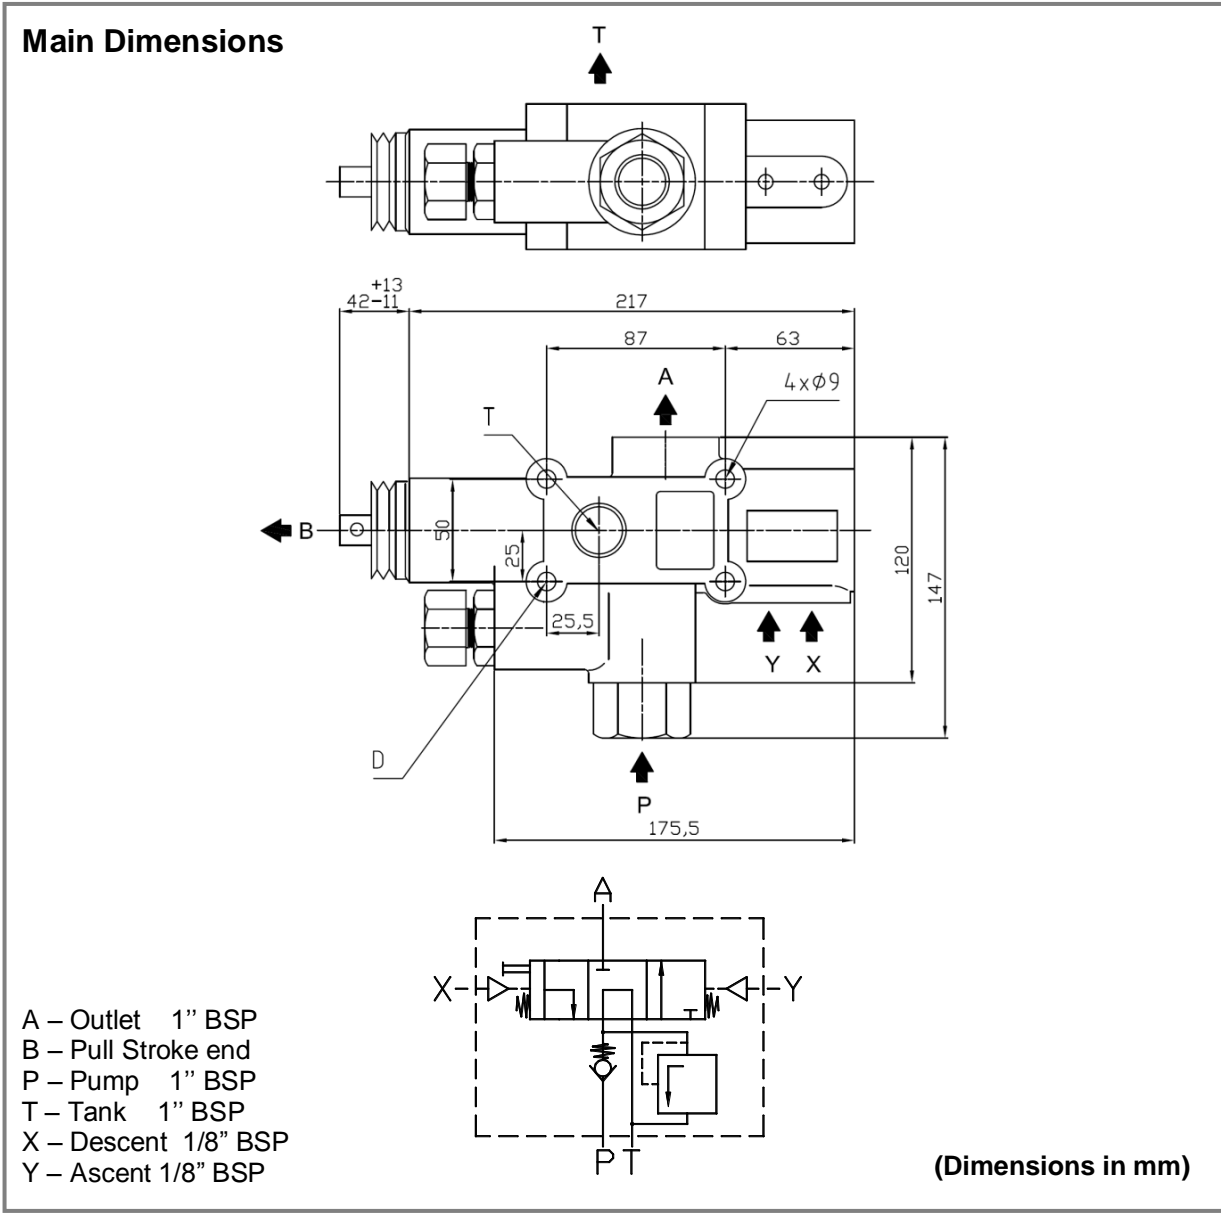 Main Dimensions
T
+13
42-11
217
87
63
A
4xØ9
T
B
50
25
120
147
25,5
Y X
D
P
175,5
A
X
Y
A – Outlet 1’’ BSP
B – Pull Stroke end
P – Pump 1’’ BSP
T – Tank 1’’ BSP
X – Descent 1/8” BSP
Y – Ascent 1/8” BSP
P T
(Dimensions in mm)